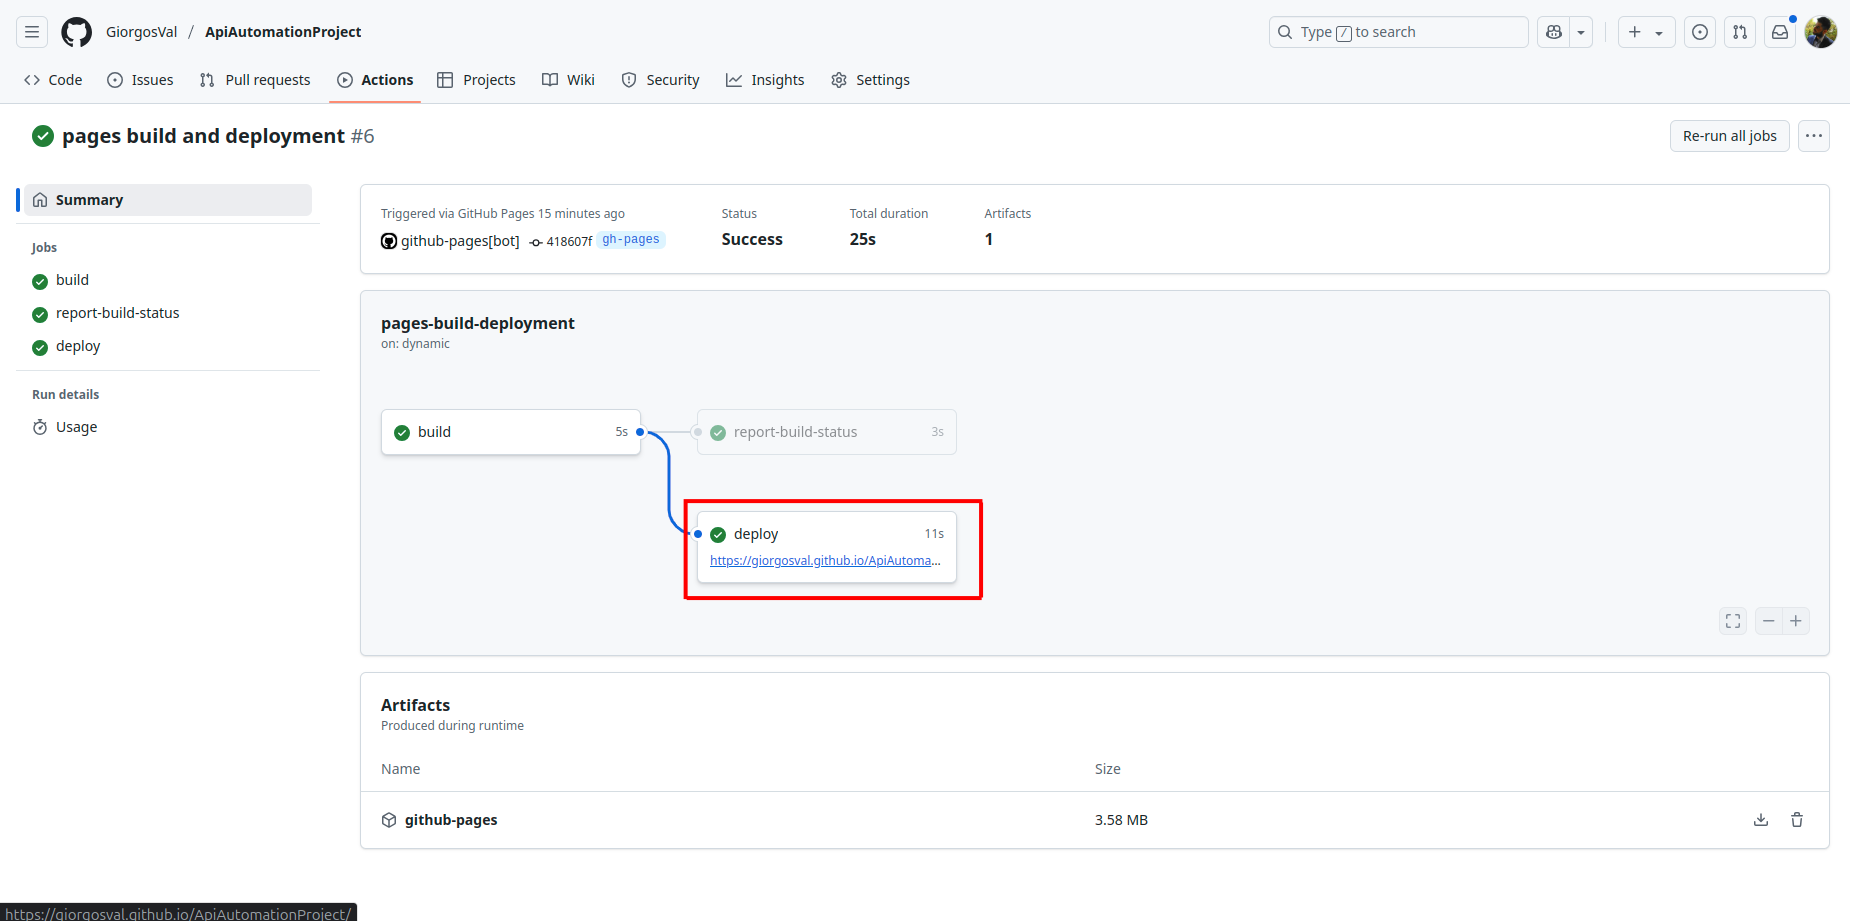 GiorgosVal / ApiAutomationProject
Type / to search
Code Issues Pull requests Actions Projects Wiki Security Insights Settings
pages build and deployment #6
Re-run all jobs
Summary
Jobs
build
report-build-status
deploy
Run details
Usage
Triggered via GitHub Pages 15 minutes ago
github-pages[bot] 418607f gh-pages
Status
Success
Total duration
25s
Artifacts
1
pages-build-deployment
on: dynamic
build 5s
report-build-status 3s
deploy 11s
https://giorgosval.github.io/ApiAutoma...
Artifacts
Produced during runtime
Name Size
github-pages 3.58 MB
https://giorgosval.github.io/ApiAutomationProject/